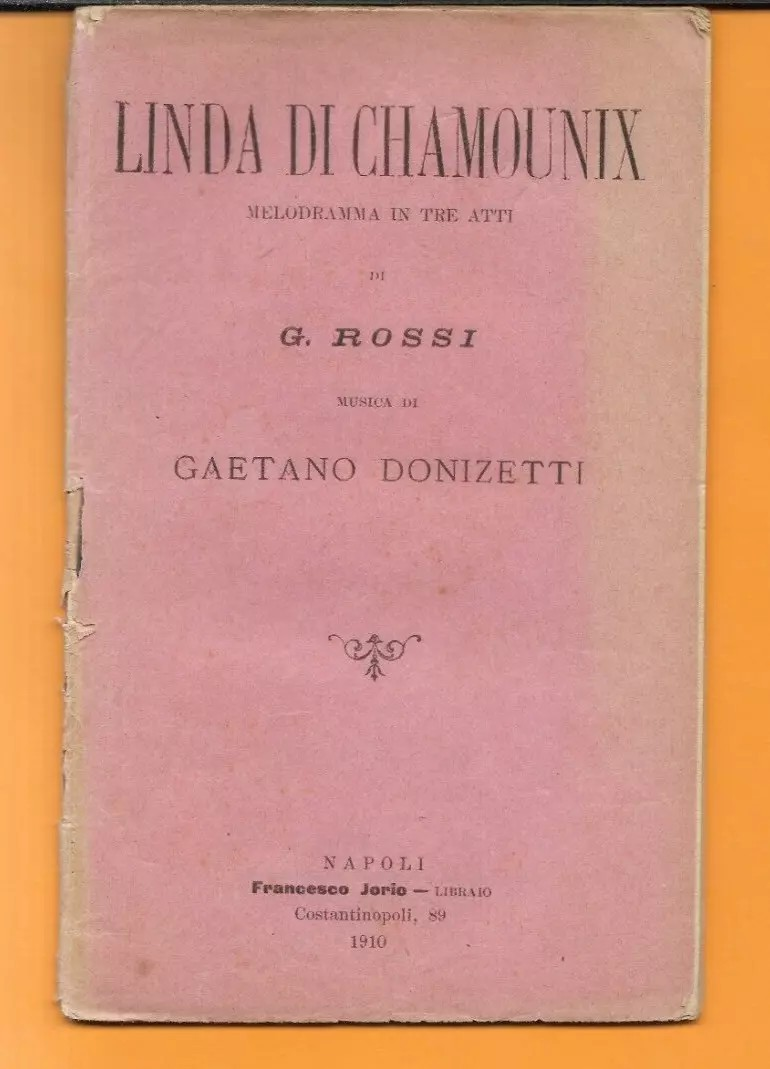 LINDA DI CHAMOUNIX
MELODRAMMA IN TRE ATTI
DI
G. ROSSI
MUSICA DI
GAETANO DONIZETTI
NAPOLI
Francesco Jorio — LIBRAIO
Costantinopoli, 89
1910